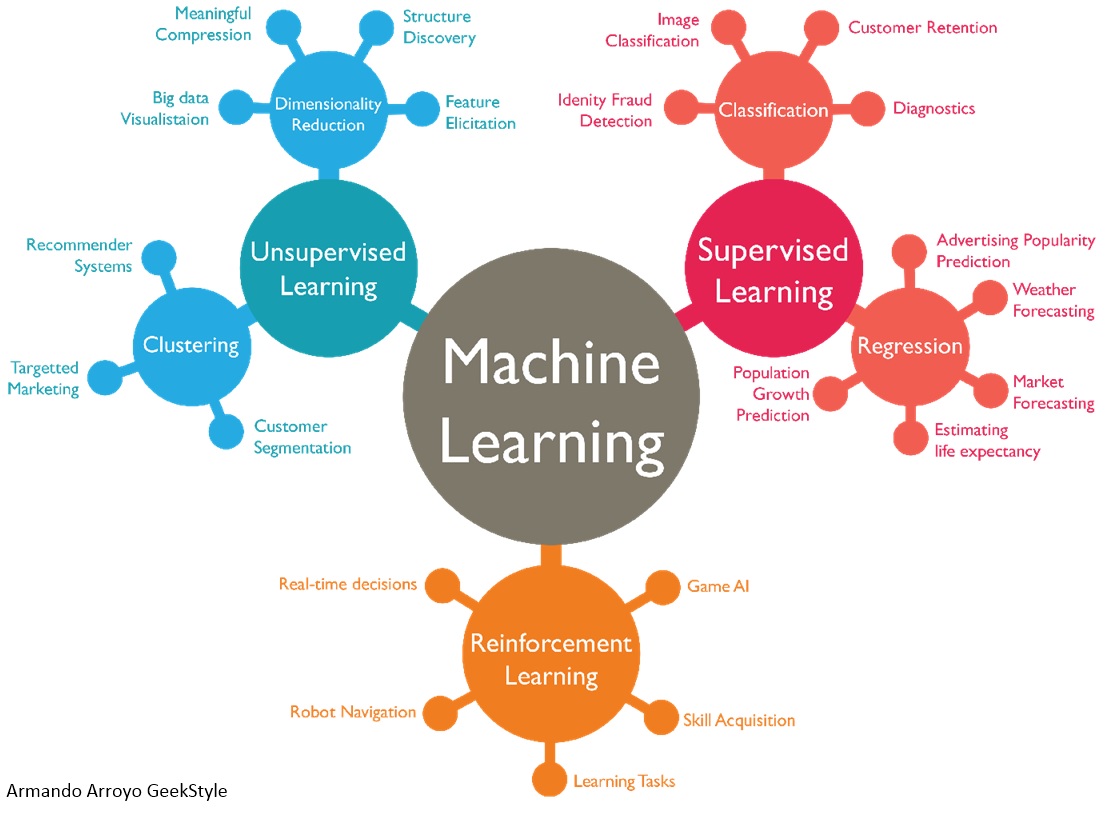 Meaningful
Compression
Structure
Discovery
Big data
Visualistaion
Dimensionality
Reduction
Feature
Elicitation
Unsupervised
Learning
Recommender
Systems
Clustering
Targetted
Marketing
Customer
Segmentation
Image
Classification
Customer Retention
Idenity Fraud
Detection
Classification
Diagnostics
Supervised
Learning
Advertising Popularity
Prediction
Weather
Forecasting
Regression
Population
Growth
Prediction
Market
Forecasting
Estimating
life expectancy
Machine
Learning
Real-time decisions
Game AI
Reinforcement
Learning
Robot Navigation
Skill Acquisition
Learning Tasks
Armando Arroyo GeekStyle